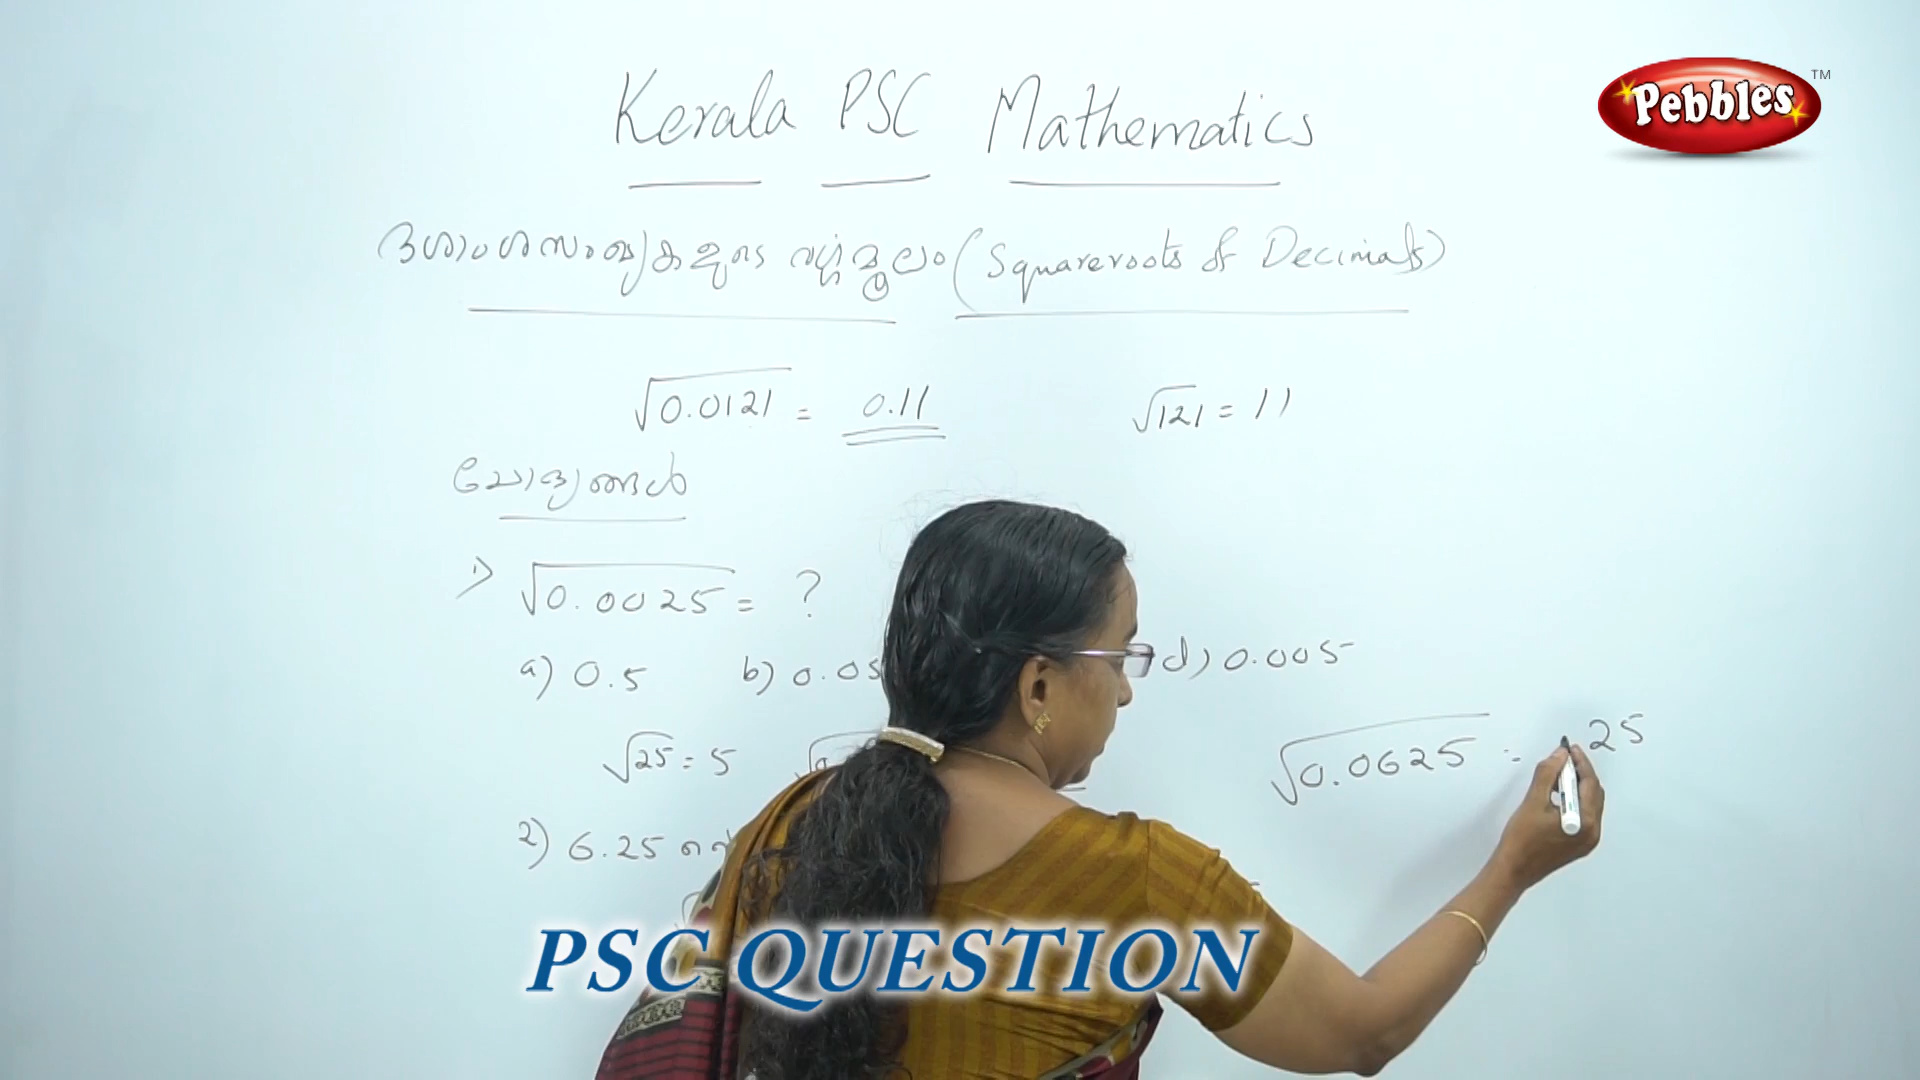 Pebbles TM
Kerala PSC Mathematics
ദശാംശസംഖ്യകളുടെ വർഗ്ഗമൂലം (Squareroots of Decimals)
√0.0121 = 0.11 √121 = 11
ചോദ്യങ്ങൾ
1) √0.0025 = ?
a) 0.5 b) 0.05 d) 0.005
√25 = 5 √0.0625 = .25
2) 6.25
PSC QUESTION